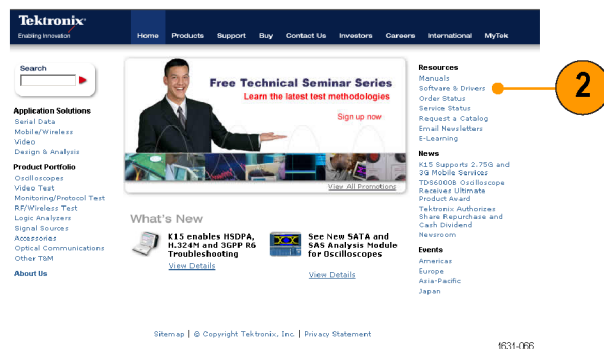 Tektronix
Enabling Innovation
Home Products Support Buy Contact Us Investors Careers International MyTek
Search
Application Solutions
Serial Data
Mobile/Wireless
Video
Design & Analysis
Product Portfolio
Oscilloscopes
Video Test
Monitoring/Protocol Test
RF/Wireless Test
Logic Analyzers
Signal Sources
Accessories
Optical Communications
Other T&M
About Us
Free Technical Seminar Series
Learn the latest test methodologies
Sign up now
View All Promotions
What's New
K15 enables HSDPA,
H.324M and 3GPP R6
Troubleshooting
View Details
See New SATA and
SAS Analysis Module
for Oscilloscopes
View Details
Resources
Manuals
Software & Drivers
Order Status
Service Status
Request a Catalog
Email Newsletters
E-Learning
News
K15 Supports 2.75G and
3G Mobile Services
TDS6000B Oscilloscope
Receives Ultimate
Product Award
Tektronix Authorizes
Share Repurchase and
Cash Dividend
Newsroom
Events
Americas
Europe
Asia-Pacific
Japan
2
Sitemap | © Copyright Tektronix, Inc. | Privacy Statement
1631-066